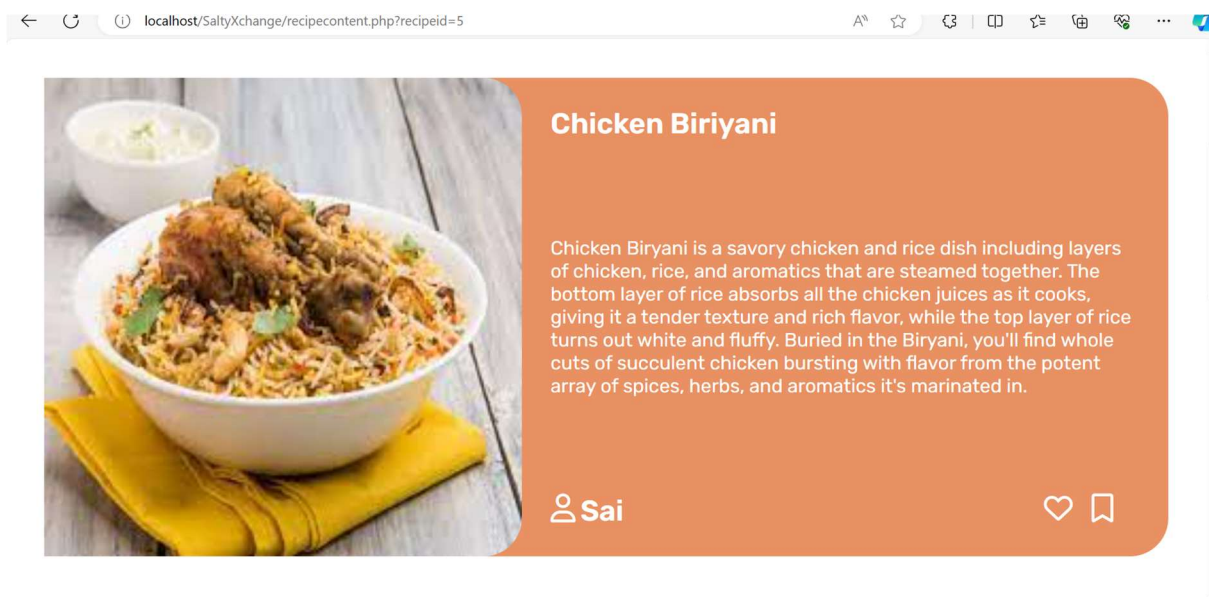 localhost/SaltyXchange/recipecontent.php?recipeid=5
Chicken Biriyani
Chicken Biryani is a savory chicken and rice dish including layers
of chicken, rice, and aromatics that are steamed together. The
bottom layer of rice absorbs all the chicken juices as it cooks,
giving it a tender texture and rich flavor, while the top layer of rice
turns out white and fluffy. Buried in the Biryani, you'll find whole
cuts of succulent chicken bursting with flavor from the potent
array of spices, herbs, and aromatics it's marinated in.
Sai